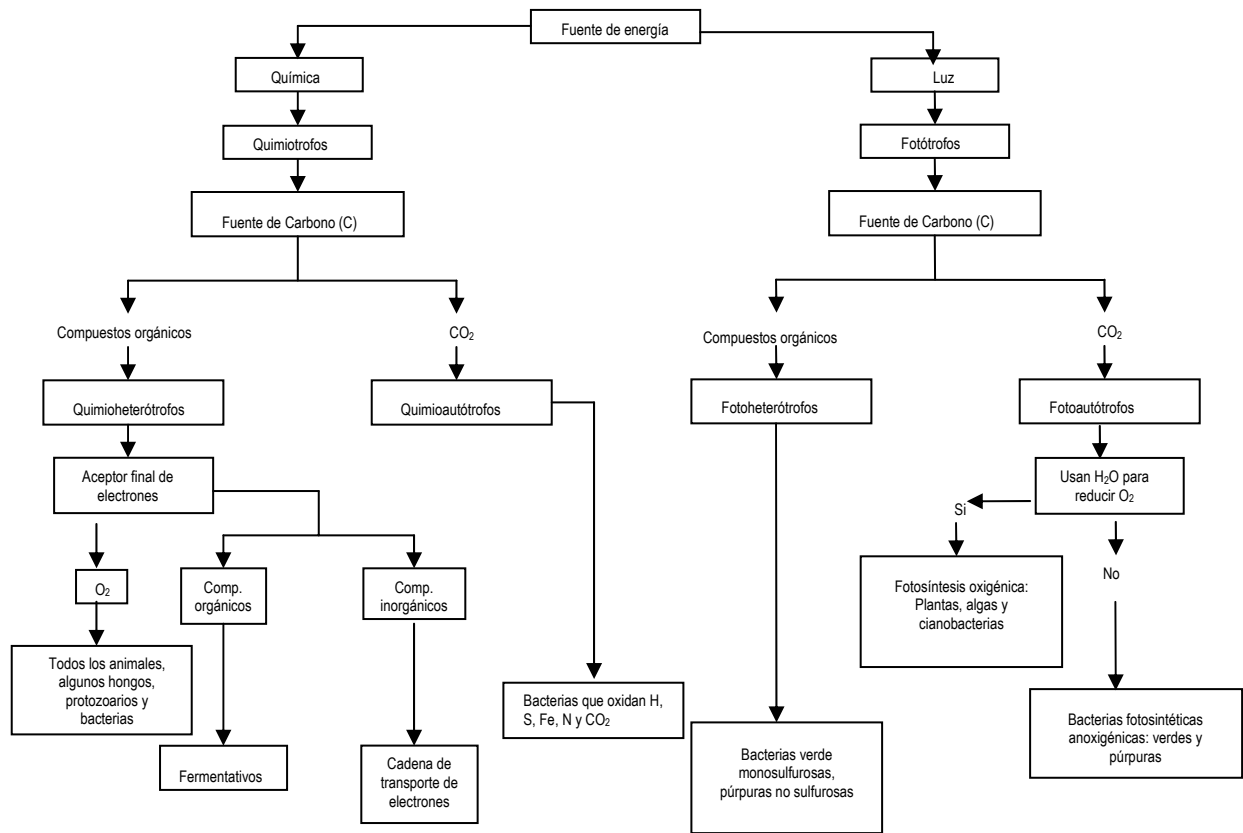 Fuente de energía
Química
Luz
Quimiotrofos
Fotótrofos
Fuente de Carbono (C)
Fuente de Carbono (C)
Compuestos orgánicos
CO₂
Compuestos orgánicos
CO₂
Quimioheterótrofos
Quimioautótrofos
Fotoheterótrofos
Fotoautótrofos
Aceptor final de
electrones
Usan H₂O para
reducir O₂
Si
No
O₂
Comp.
orgánicos
Comp.
inorgánicos
Fotosíntesis oxigénica:
Plantas, algas y
cianobacterias
Todos los animales,
algunos hongos,
protozoarios y
bacterias
Bacterias que oxidan H,
S, Fe, N y CO₂
Bacterias fotosintéticas
anoxigénicas: verdes y
púrpuras
Fermentativos
Cadena de
transporte de
electrones
Bacterias verde
monosulfurosas,
púrpuras no sulfurosas